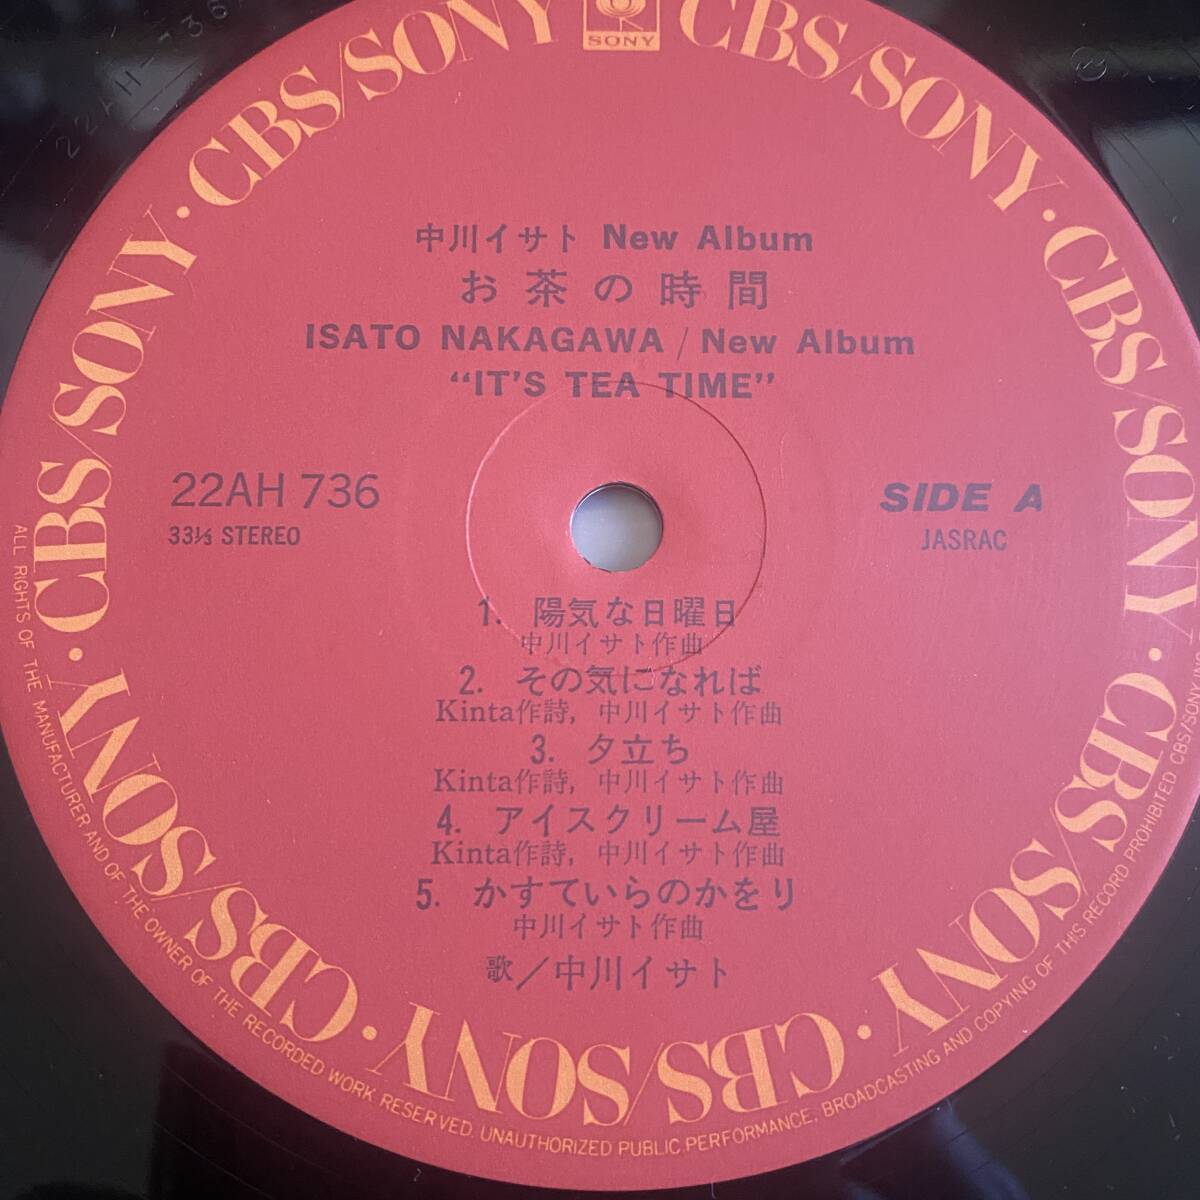 CBS/SONY · CBS/SONY · CBS/SONY · CBS/SONY · CBS/SONY · CBS/SONY · CBS/SONY · CBS/SONY
SONY
中川イサト New Album
お茶の時間
ISATO NAKAGAWA / New Album
“IT'S TEA TIME”
22AH 736
33⅓ STEREO
SIDE A
JASRAC
1. 陽気な日曜日
中川イサト作曲
2. その気になれば
Kinta作詩, 中川イサト作曲
3. 夕立ち
Kinta作詩, 中川イサト作曲
4. アイスクリーム屋
Kinta作詩, 中川イサト作曲
5. かすていらのかをり
中川イサト作曲
歌／中川イサト
ALL RIGHTS OF THE MANUFACTURER AND OF THE OWNER OF THE RECORDED WORK RESERVED. UNAUTHORIZED PUBLIC PERFORMANCE, BROADCASTING AND COPYING OF THIS RECORD PROHIBITED CBS/SONY
22AH-736